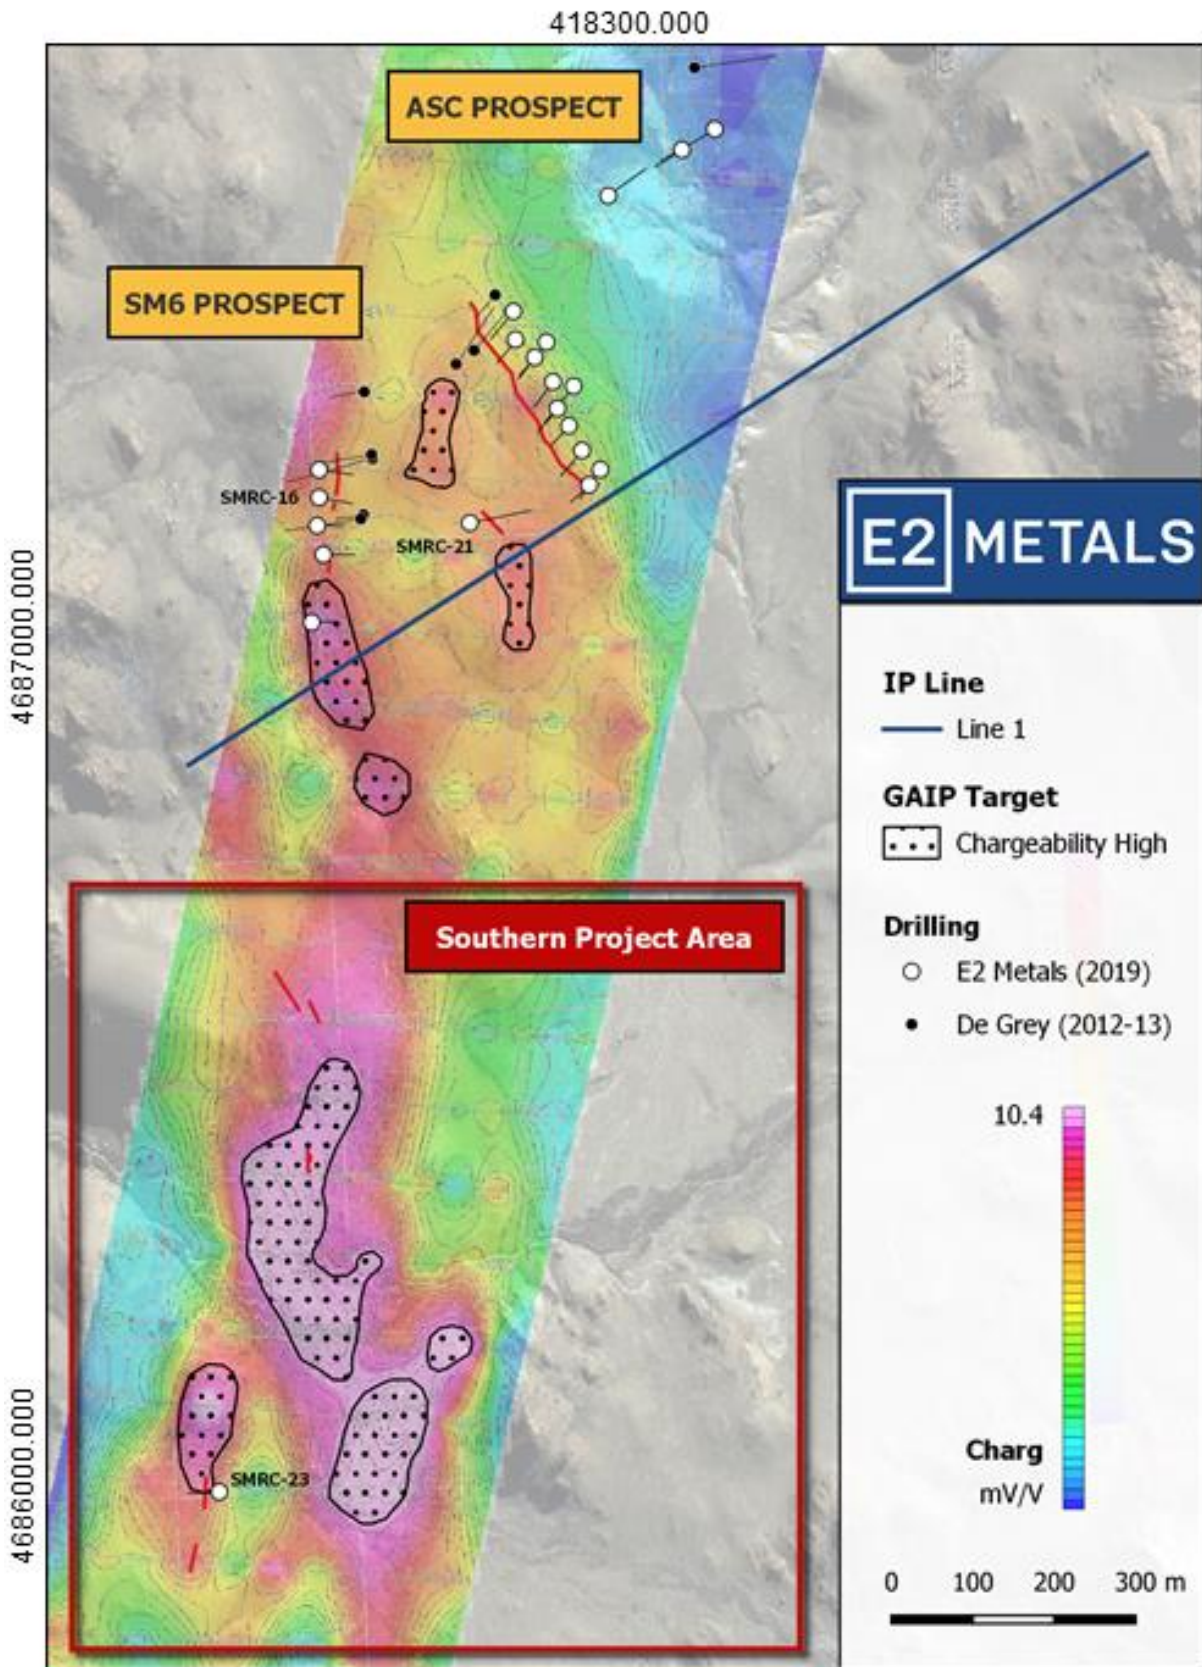 418300.000
ASC PROSPECT
SM6 PROSPECT
SMRC-16
SMRC-21
4687000.000
E2 METALS
IP Line
Line 1
GAIP Target
Chargeability High
Drilling
E2 Metals (2019)
De Grey (2012-13)
10.4
Charg
mV/V
0 100 200 300 m
Southern Project Area
SMRC-23
4686000.000